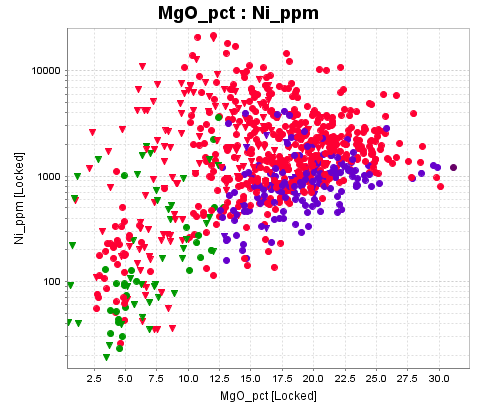 MgO_pct : Ni_ppm
10000
1000
100
Ni_ppm [Locked]
2.5 5.0 7.5 10.0 12.5 15.0 17.5 20.0 22.5 25.0 27.5 30.0
MgO_pct [Locked]